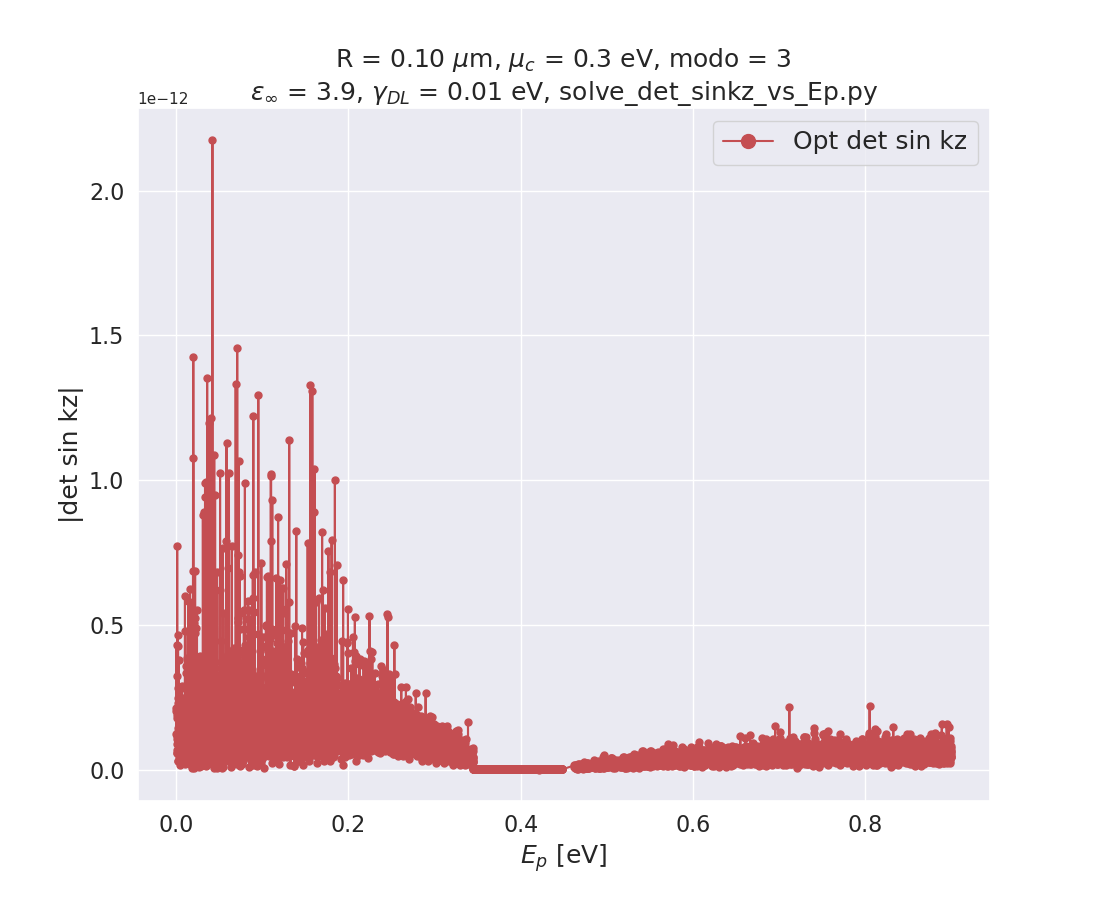 R = 0.10 μm, μ_c = 0.3 eV, modo = 3
ε_∞ = 3.9, γ_DL = 0.01 eV, solve_det_sinkz_vs_Ep.py
1e−12
Opt det sin kz
2.0
1.5
1.0
0.5
0.0
|det sin kz|
0.0 0.2 0.4 0.6 0.8
E_p [eV]